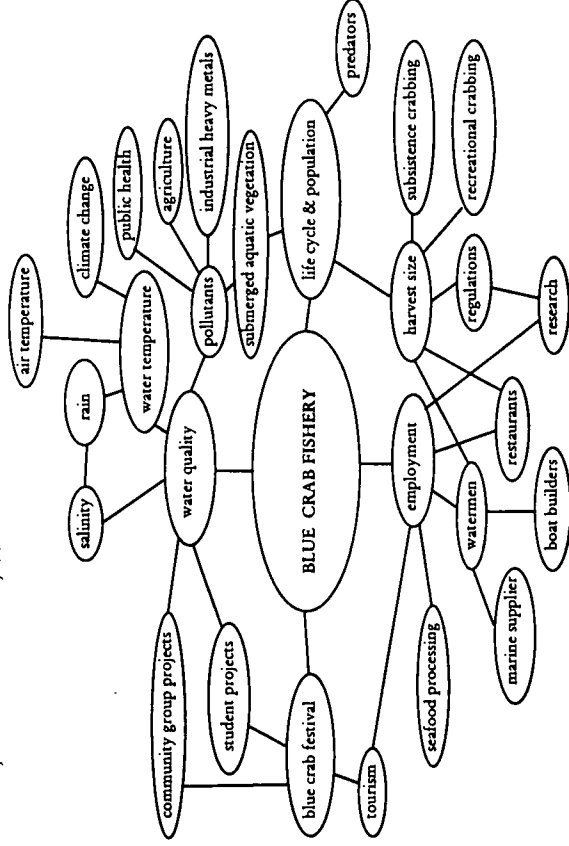 air temperature
climate change
public health
agriculture
industrial heavy metals
rain
water temperature
salinity
pollutants
submerged aquatic vegetation
water quality
community group projects
student projects
life cycle & population
predators
BLUE CRAB FISHERY
blue crab festival
tourism
employment
harvest size
subsistence crabbing
recreational crabbing
regulations
research
restaurants
watermen
seafood processing
marine supplier
boat builders